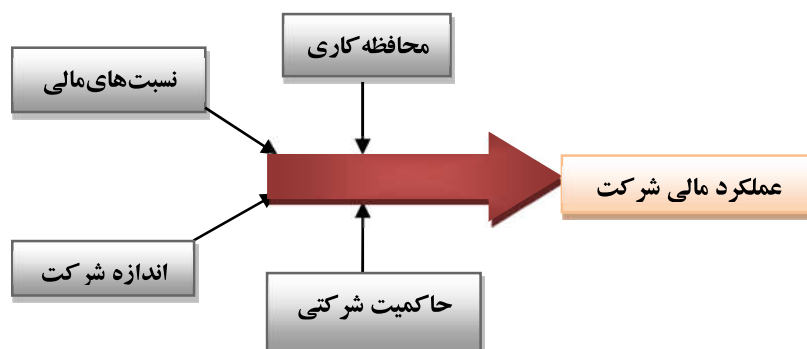 محافظه کاری
نسبت‌های‌مالی
عملکرد مالی شرکت
اندازه شرکت
حاکمیت شرکتی